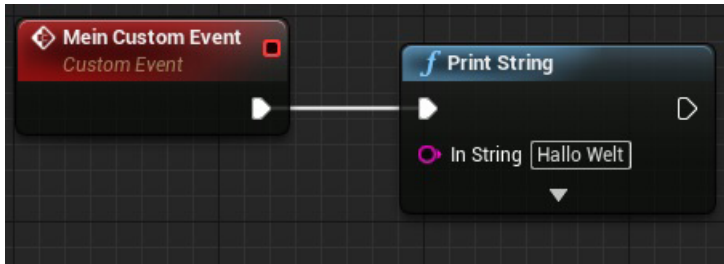 Mein Custom Event
Custom Event
Print String
In String Hallo Welt